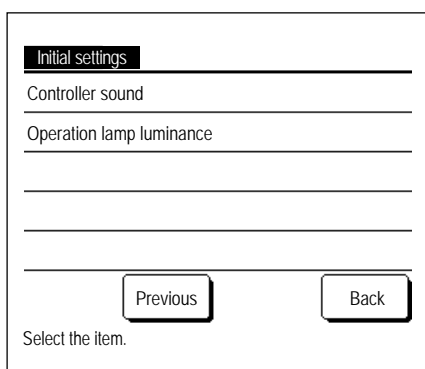 Initial settings
Controller sound
Operation lamp luminance
Previous Back
Select the item.